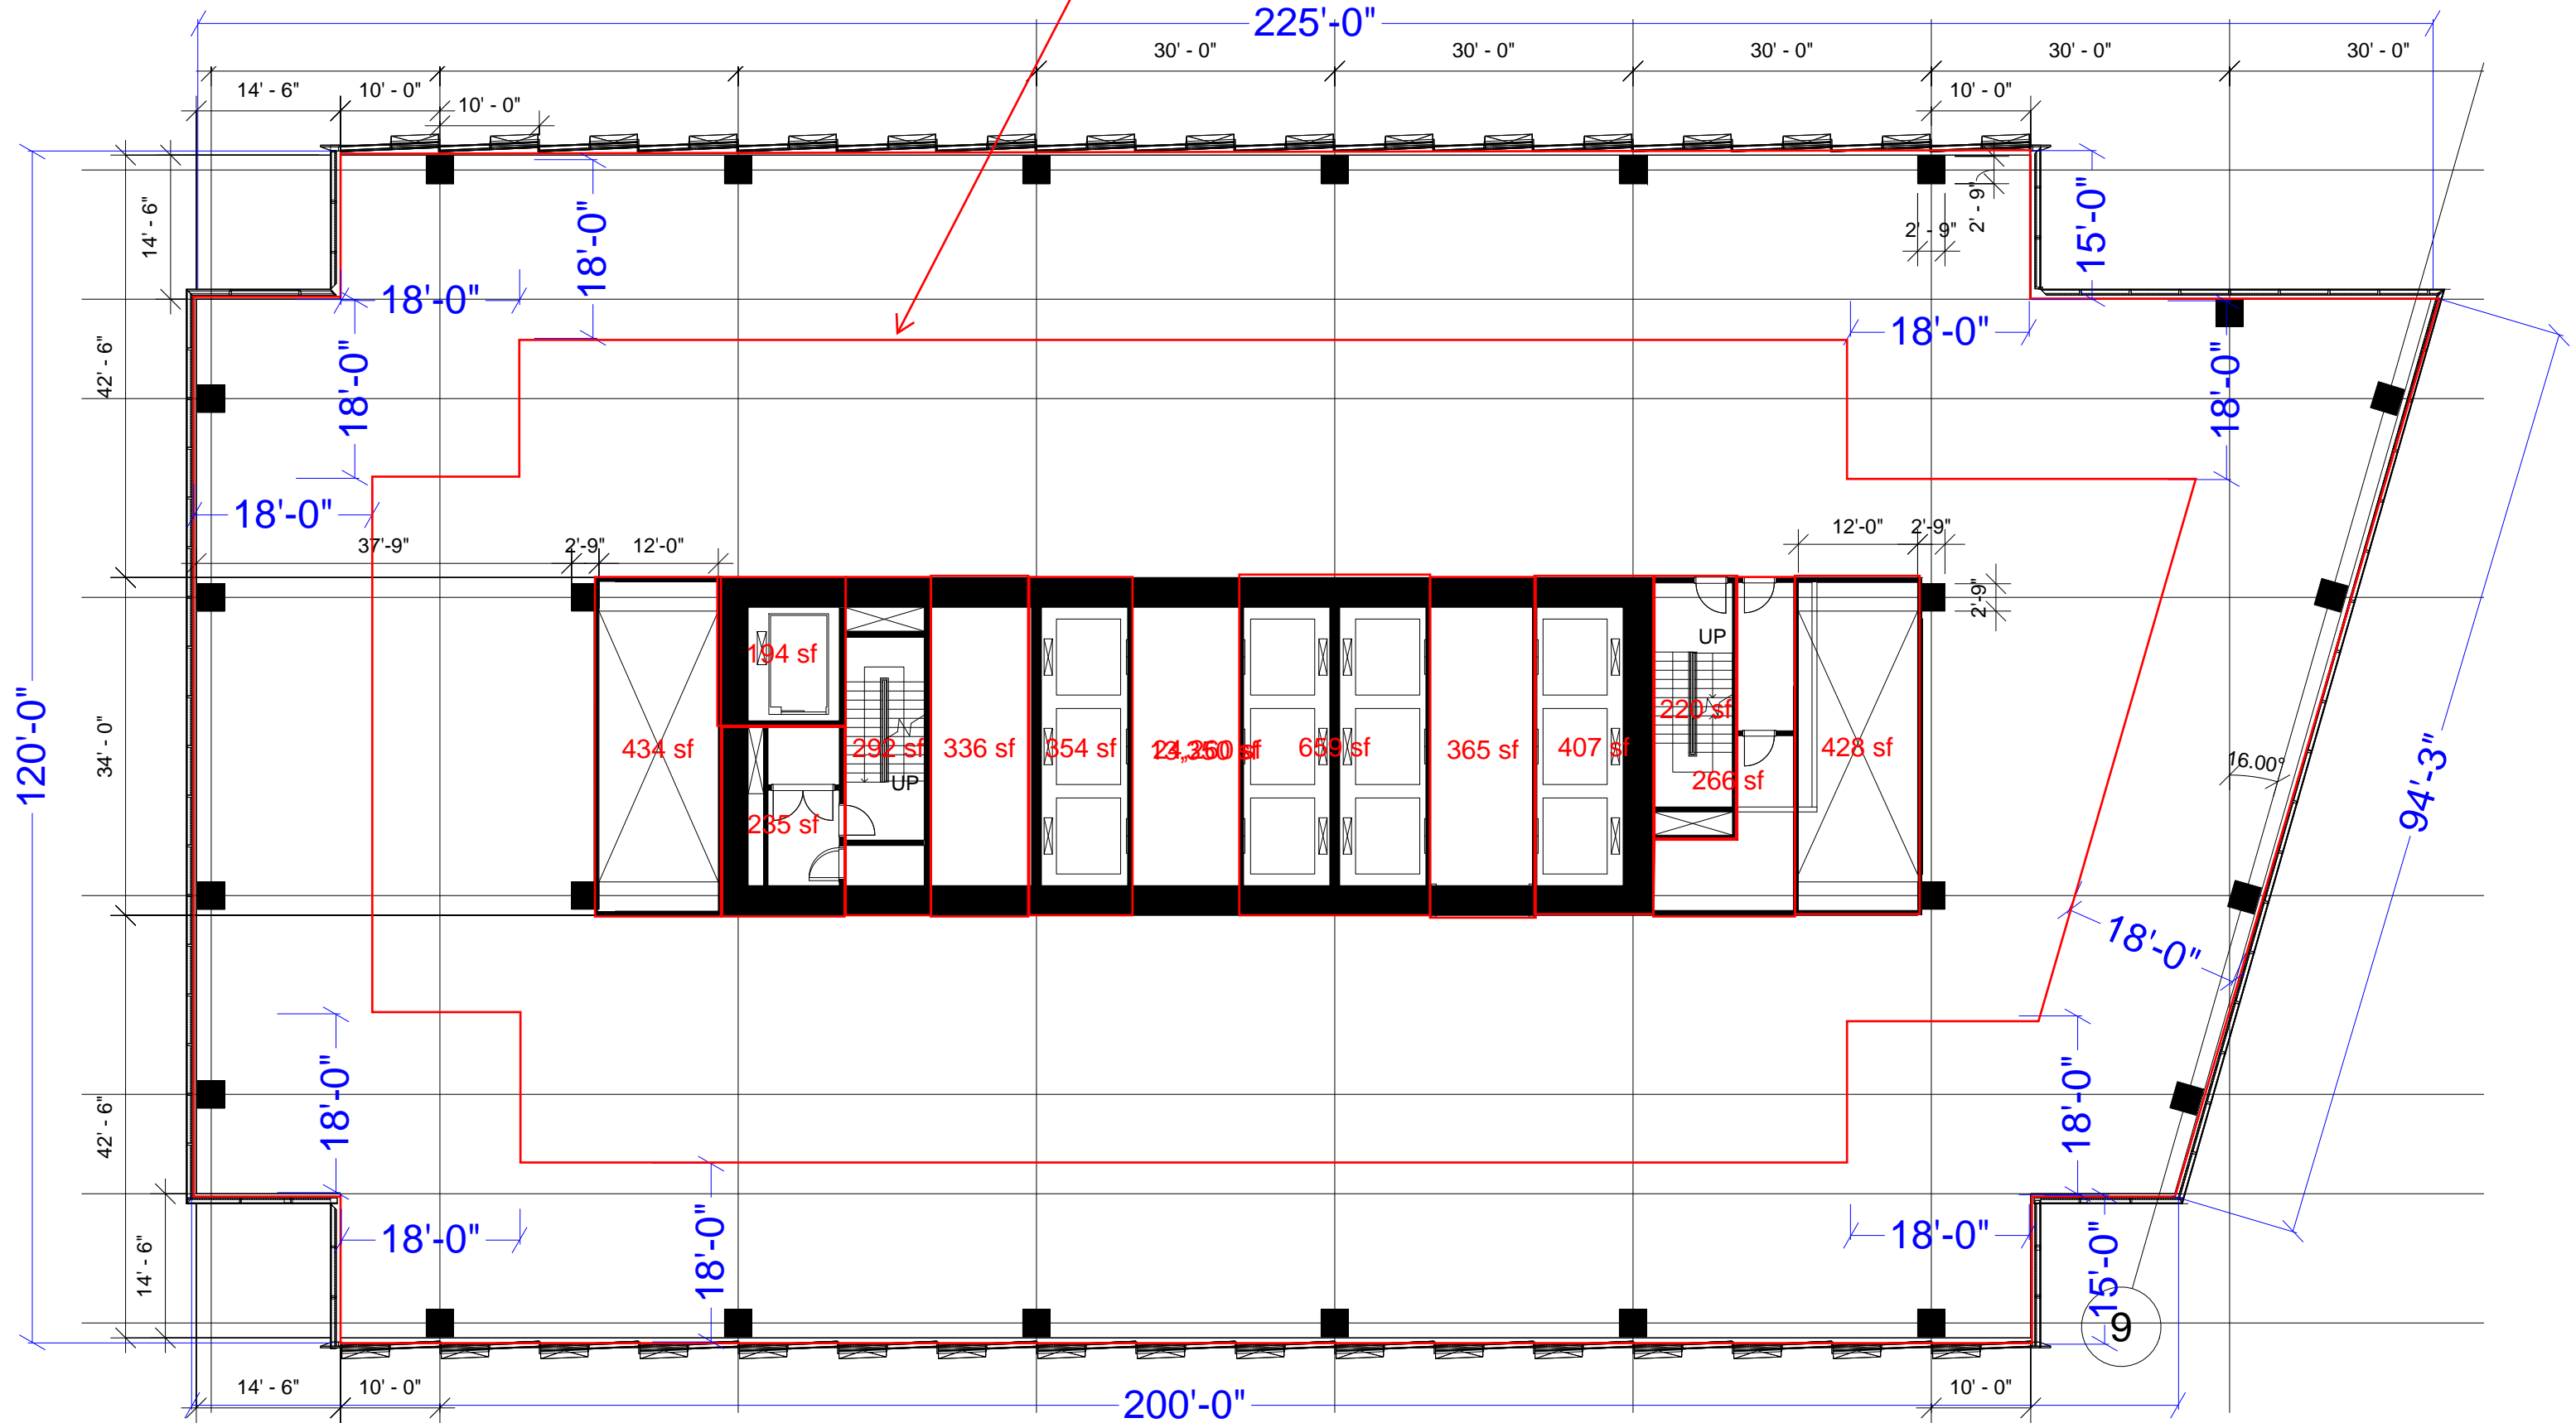 225'-0"
30' - 0"
30' - 0"
30' - 0"
30' - 0"
30' - 0"
14' - 6"
10' - 0"
10' - 0"
10' - 0"
14' - 6"
18'-0"
2' - 9"
2' - 9"
15'-0"
18'-0"
18'-0"
42' - 6"
18'-0"
18'-0"
18'-0"
37'-9"
2'-9"
12'-0"
12'-0"
2'-9"
2'-9"
194 sf
UP
120'-0"
34' - 0"
434 sf
292 sf
336 sf
354 sf
659 sf
365 sf
407 sf
220 sf
428 sf
266 sf
UP
235 sf
16.00°
94'-3"
18'-0"
42' - 6"
18'-0"
18'-0"
14' - 6"
18'-0"
18'-0"
18'-0"
15'-0"
9
14' - 6"
10' - 0"
200'-0"
10' - 0"